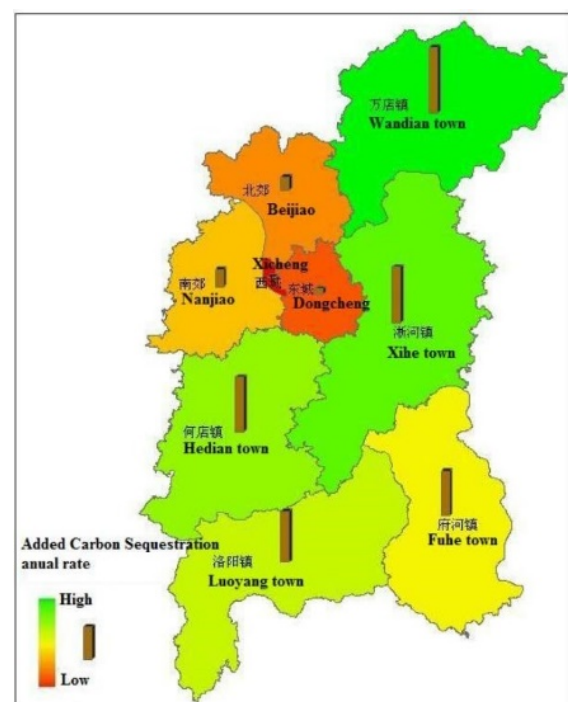 万店镇
Wandian town
北郊
Beijiao
Xicheng
西城
东城
Dongcheng
南郊
Nanjiao
淅河镇
Xihe town
何店镇
Hedian town
府河镇
Fuhe town
洛阳镇
Luoyang town
Added Carbon Sequestration
anual rate
High
Low